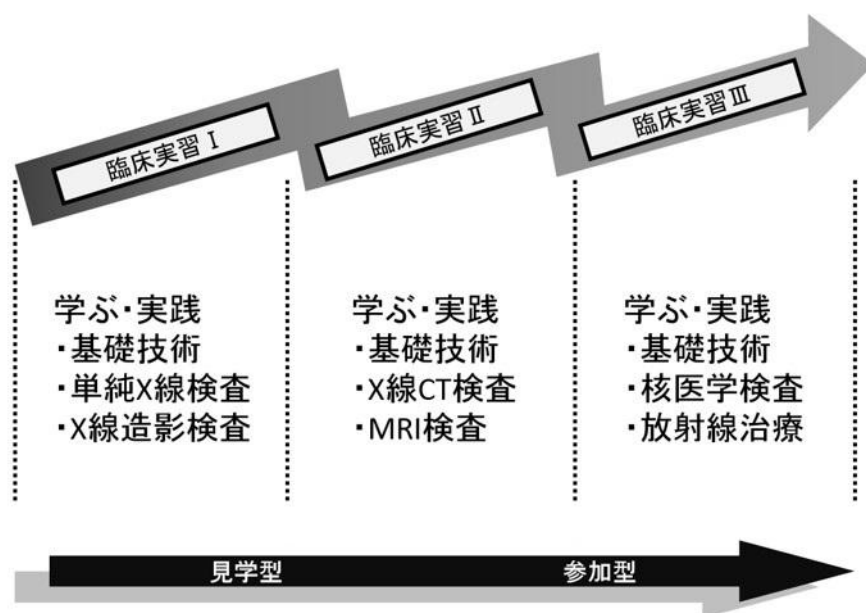 臨床実習Ⅰ
臨床実習Ⅱ
臨床実習Ⅲ
学ぶ・実践
・基礎技術
・単純X線検査
・X線造影検査
学ぶ・実践
・基礎技術
・X線CT検査
・MRI検査
学ぶ・実践
・基礎技術
・核医学検査
・放射線治療
見学型
参加型